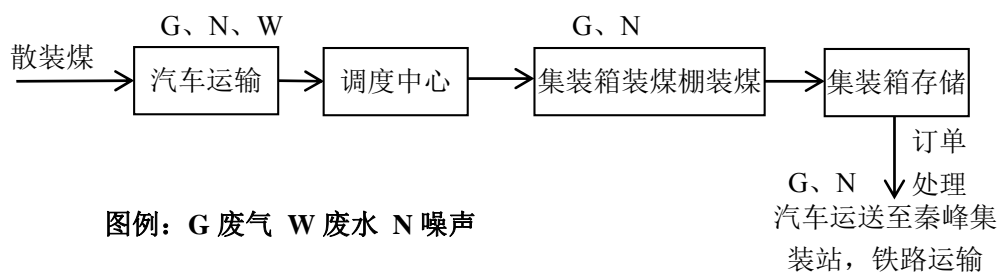 G、N、W
G、N
散装煤
汽车运输
调度中心
集装箱装煤棚装煤
集装箱存储
订单
处理
G、N
汽车运送至秦峰集
装站，铁路运输
图例：G 废气 W 废水 N 噪声